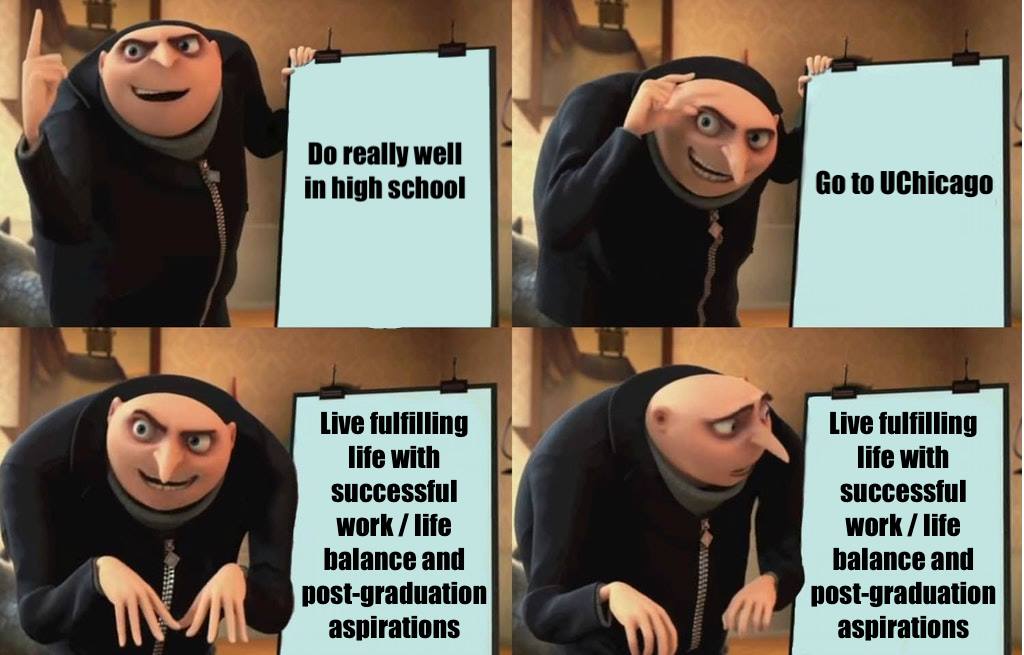 Do really well
in high school
Go to UChicago
Live fulfilling
life with
successful
work / life
balance and
post-graduation
aspirations
Live fulfilling
life with
successful
work / life
balance and
post-graduation
aspirations